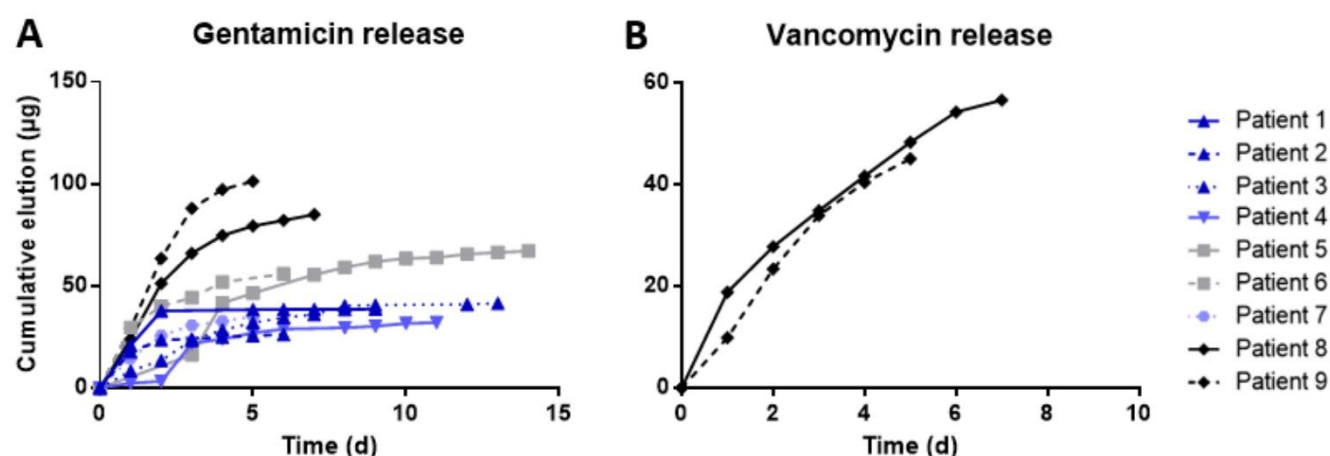 A
Gentamicin release
Cumulative elution (µg)
150
100
50
0
0 5 10 15
Time (d)
B
Vancomycin release
60
40
20
0
0 2 4 6 8 10
Time (d)
Patient 1
Patient 2
Patient 3
Patient 4
Patient 5
Patient 6
Patient 7
Patient 8
Patient 9